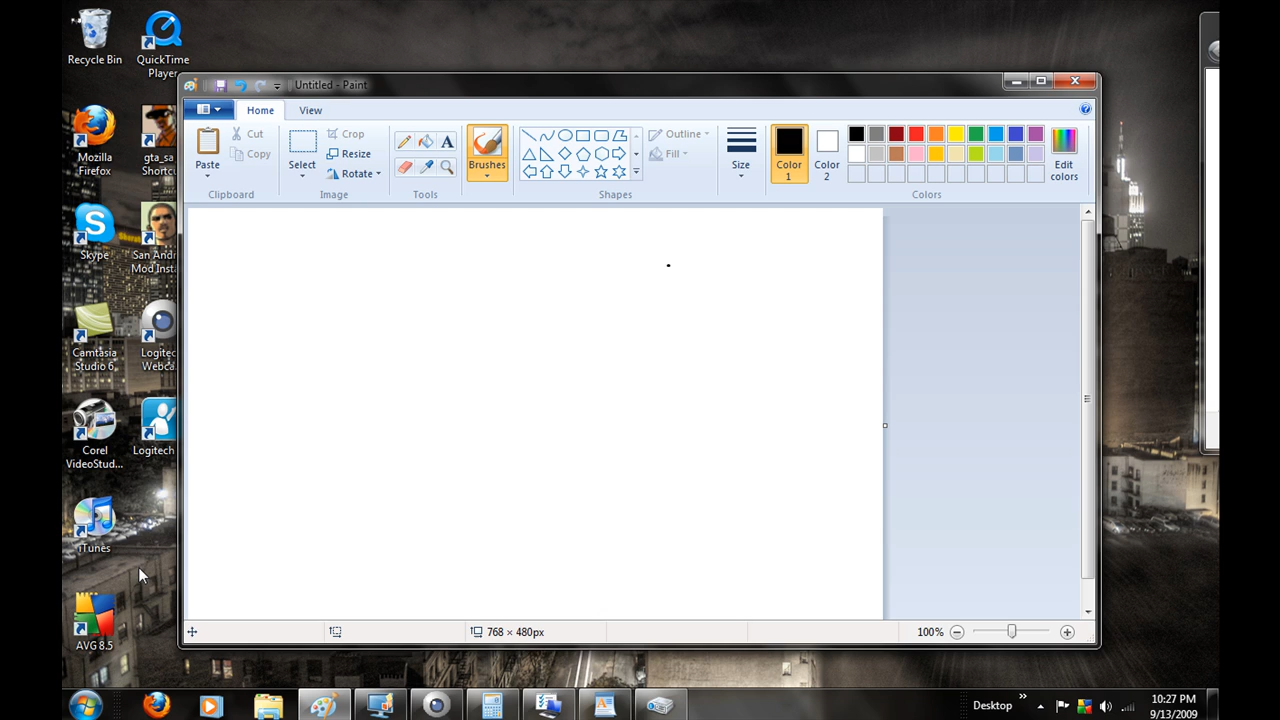 Recycle Bin
QuickTime
Player
Mozilla
Firefox
gta_sa
Shortc
Skype
San Andr
Mod Inst
Camtasia
Studio 6
Logitec
Webca
Corel
VideoStud...
Logitech
iTunes
AVG 8.5
Untitled - Paint
Home
View
Paste
Cut
Copy
Clipboard
Select
Crop
Resize
Rotate
Image
A
Tools
Brushes
Shapes
Outline
Fill
Size
Color
1
Color
2
Edit
colors
Colors
768 × 480px
100%
Desktop
10:27 PM
9/13/2009